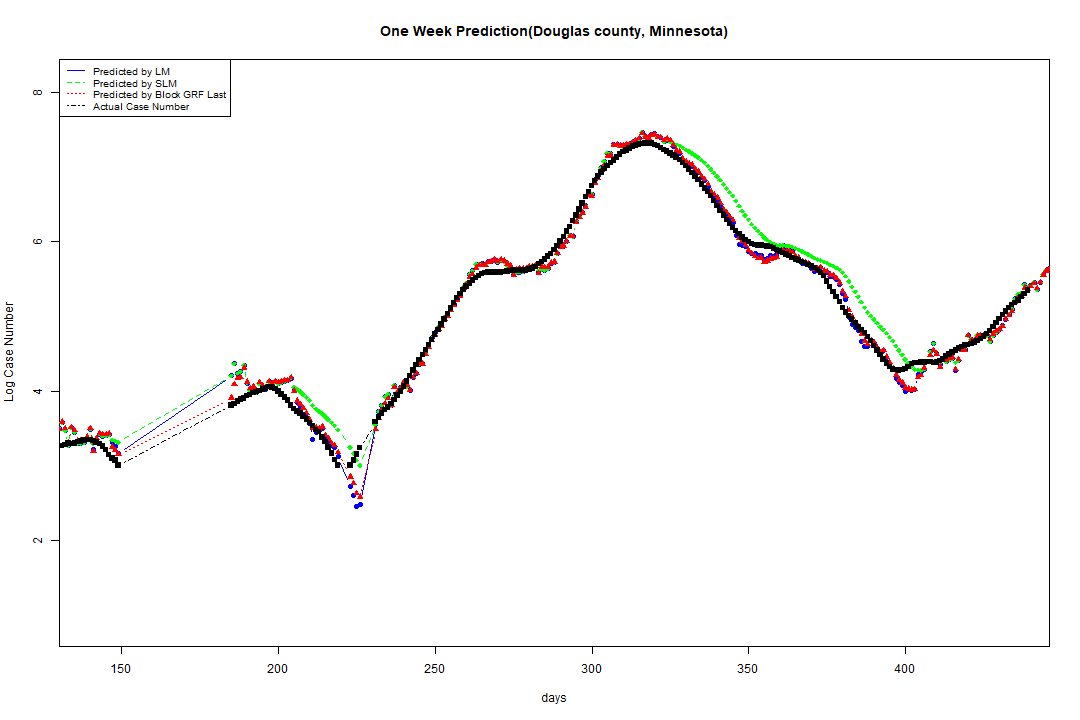 One Week Prediction(Douglas county, Minnesota)
Predicted by LM
Predicted by SLM
Predicted by Block GRF Last
Actual Case Number
8
6
4
2
Log Case Number
150 200 250 300 350 400
days